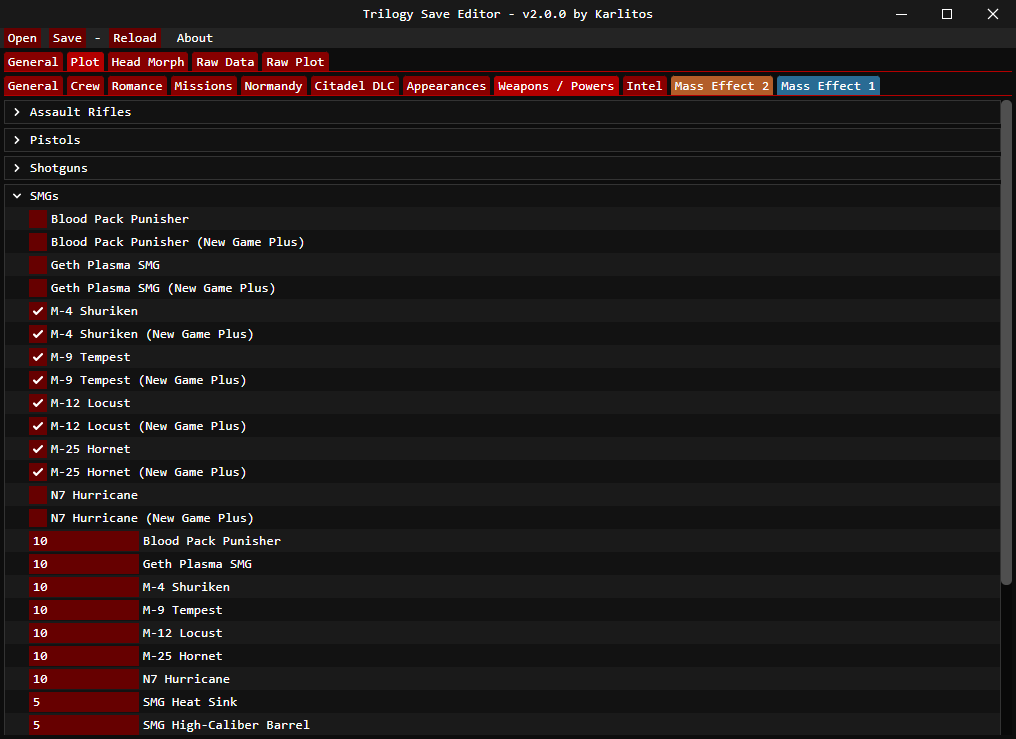 Trilogy Save Editor - v2.0.0 by Karlitos
Open Save - Reload About
General Plot Head Morph Raw Data Raw Plot
General Crew Romance Missions Normandy Citadel DLC Appearances Weapons / Powers Intel Mass Effect 2 Mass Effect 1
Assault Rifles
Pistols
Shotguns
SMGs
Blood Pack Punisher
Blood Pack Punisher (New Game Plus)
Geth Plasma SMG
Geth Plasma SMG (New Game Plus)
M-4 Shuriken
M-4 Shuriken (New Game Plus)
M-9 Tempest
M-9 Tempest (New Game Plus)
M-12 Locust
M-12 Locust (New Game Plus)
M-25 Hornet
M-25 Hornet (New Game Plus)
N7 Hurricane
N7 Hurricane (New Game Plus)
10 Blood Pack Punisher
10 Geth Plasma SMG
10 M-4 Shuriken
10 M-9 Tempest
10 M-12 Locust
10 M-25 Hornet
10 N7 Hurricane
5 SMG Heat Sink
5 SMG High-Caliber Barrel